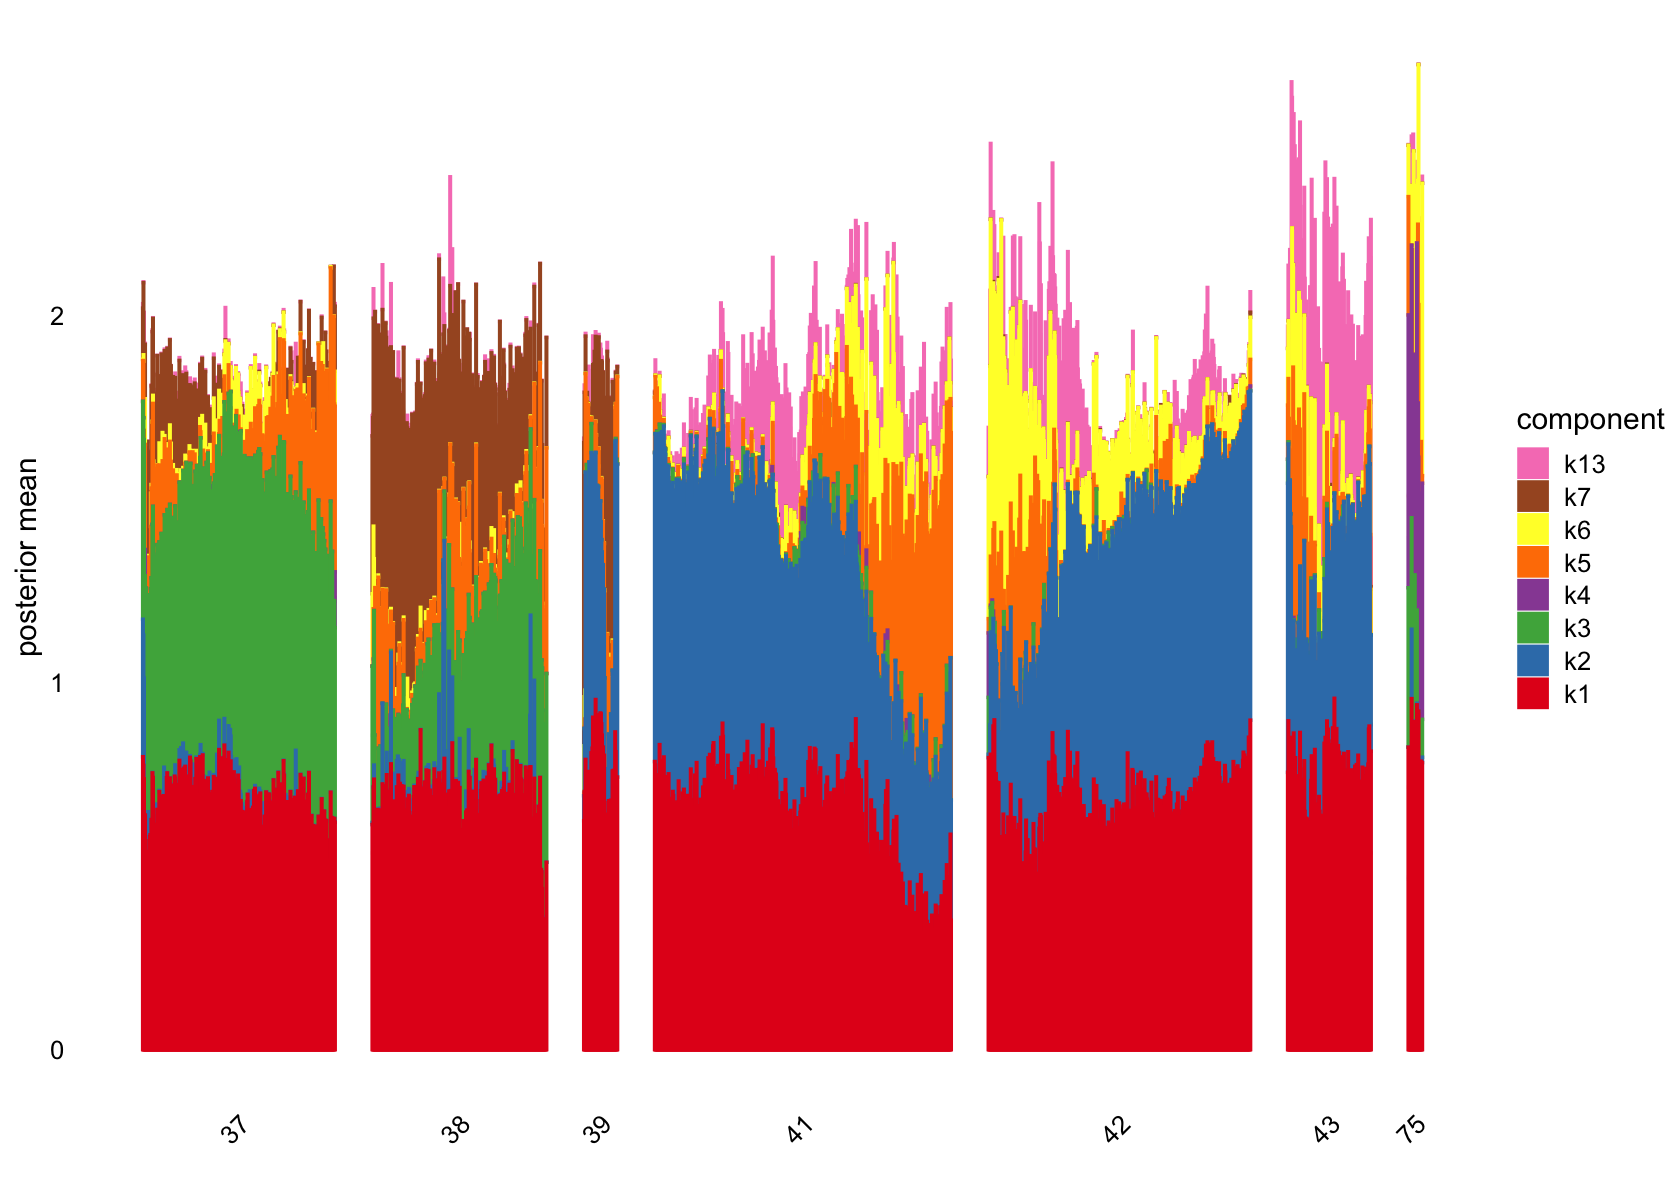 posterior mean
2
1
0
37
38
39
41
42
43
75
component
k13
k7
k6
k5
k4
k3
k2
k1